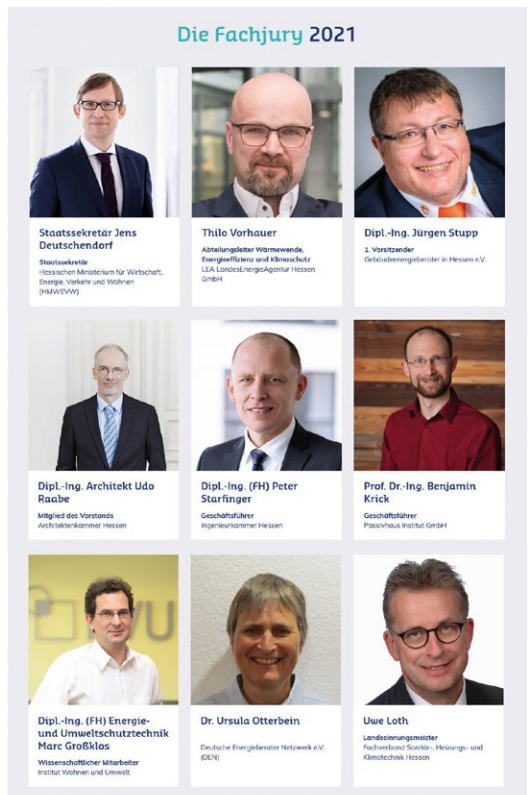 Die Fachjury 2021
Staatssekretär Jens
Deutschendorf
Staatssekretär
Hessischen Ministerium für Wirtschaft,
Energie, Verkehr und Wohnen
(HMWEVW)
Thilo Vorhauer
Abteilungsleiter Wärmewende,
Energieeffizienz und Klimaschutz
LEA LandesEnergieAgentur Hessen
GmbH
Dipl.-Ing. Jürgen Stupp
1. Vorsitzender
Gebäudeenergieberater in Hessen e.V.
Dipl.-Ing. Architekt Udo
Raabe
Mitglied des Vorstands
Architektenkammer Hessen
Dipl.-Ing. (FH) Peter
Starfinger
Geschäftsführer
Ingenieurkammer Hessen
Prof. Dr.-Ing. Benjamin
Krick
Geschäftsführer
Passivhaus Institut GmbH
Dipl.-Ing. (FH) Energie-
und Umweltschutztechnik
Marc Großklos
Wissenschaftlicher Mitarbeiter
Institut Wohnen und Umwelt
Dr. Ursula Otterbein
Deutsche Energieberater Netzwerk e.V.
(DEN)
Uwe Loth
Landesinnungsmeister
Fachverband Sanitär-, Heizungs- und
Klimatechnik Hessen